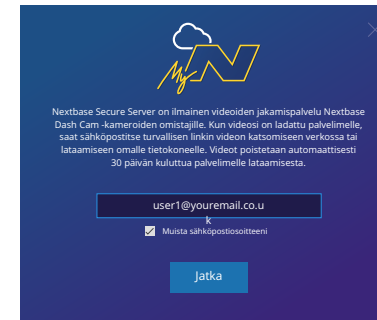 My N
Nextbase Secure Server on ilmainen videoiden jakamispalvelu Nextbase
Dash Cam -kameroiden omistajille. Kun videosi on ladattu palvelimelle,
saat sähköpostitse turvallisen linkin videon katsomiseen verkossa tai
lataamiseen omalle tietokoneelle. Videot poistetaan automaattisesti
30 päivän kuluttua palvelimelle lataamisesta.
user1@youremail.co.u
k
Muista sähköpostiosoitteeni
Jatka